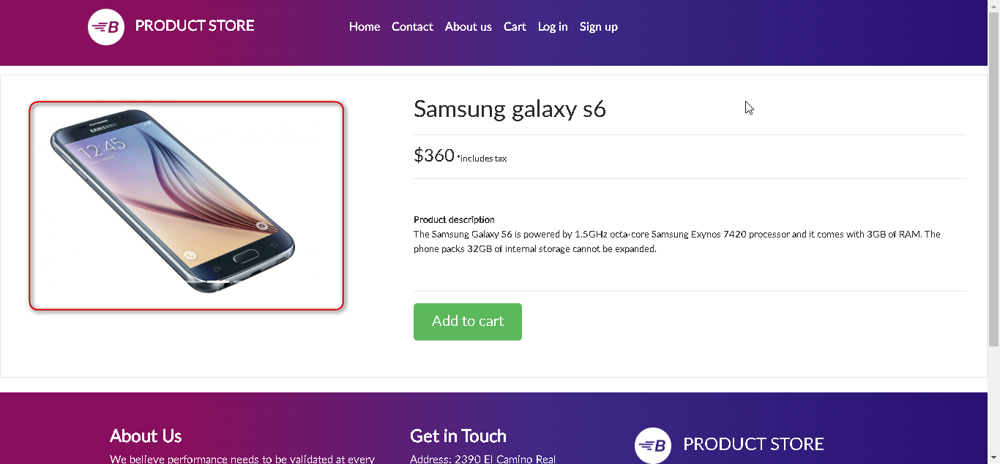 B PRODUCT STORE
Home Contact About us Cart Log in Sign up
SAMSUNG
12:45
Samsung galaxy s6
$360 *includes tax
Product description
The Samsung Galaxy S6 is powered by 1.5GHz octa-core Samsung Exynos 7420 processor and it comes with 3GB of RAM. The
phone packs 32GB of internal storage cannot be expanded.
Add to cart
About Us
We believe performance needs to be validated at every
Get in Touch
Address: 2390 El Camino Real
B PRODUCT STORE